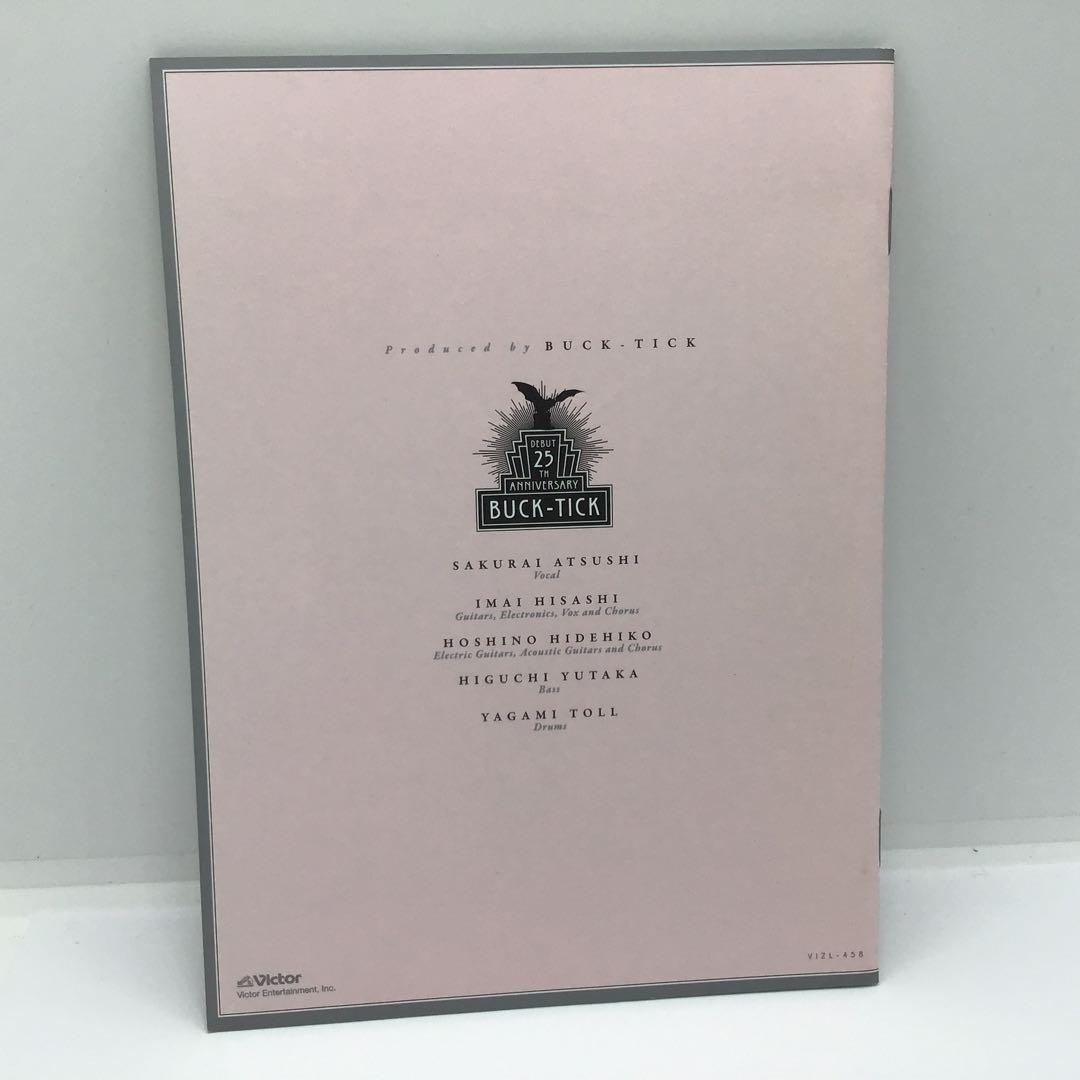 Produced by BUCK-TICK
DEBUT
25
TH
ANNIVERSARY
BUCK-TICK
SAKURAI ATSUSHI
Vocal
IMAI HISASHI
Guitars, Electronics, Vox and Chorus
HOSHINO HIDEHIKO
Electric Guitars, Acoustic Guitars and Chorus
HIGUCHI YUTAKA
Bass
YAGAMI TOLL
Drums
VIZL-458
Victor
Victor Entertainment, Inc.